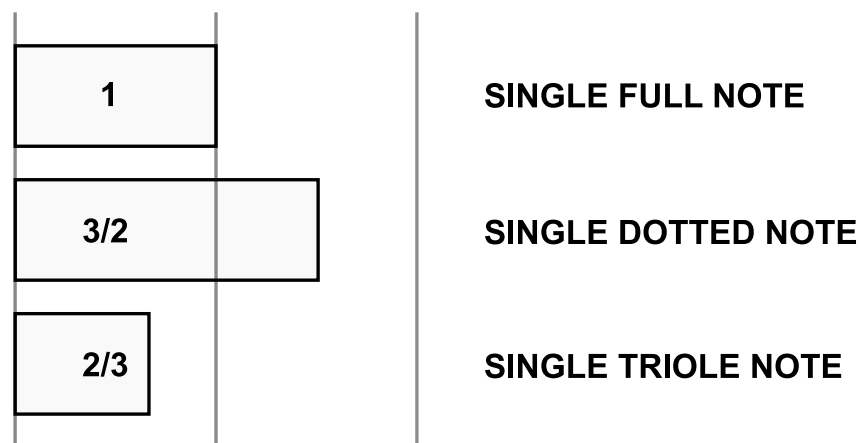 1
SINGLE FULL NOTE
3/2
SINGLE DOTTED NOTE
2/3
SINGLE TRIOLE NOTE